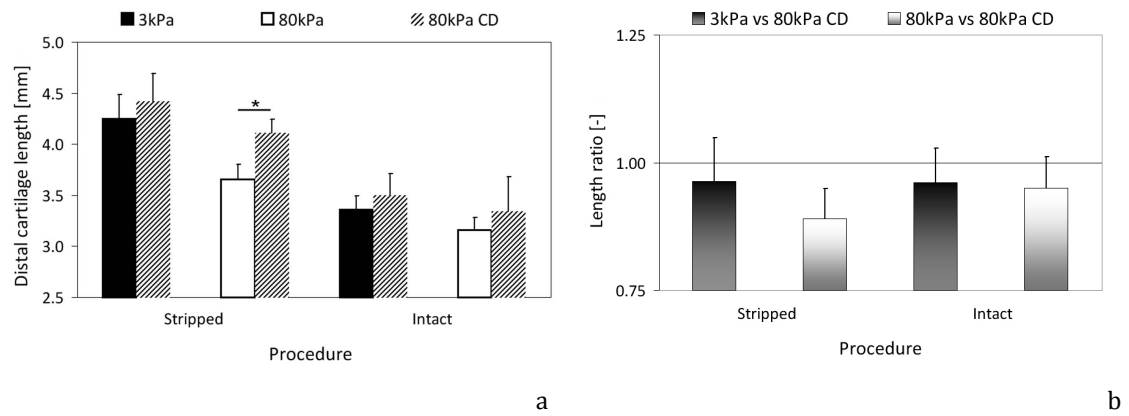 3kPa
80kPa
80kPa CD
Distal cartilage length [mm]
5.0
4.5
4.0
3.5
3.0
2.5
*
Stripped
Intact
Procedure
a
3kPa vs 80kPa CD
80kPa vs 80kPa CD
Length ratio [-]
1.25
1.00
0.75
Stripped
Intact
Procedure
b